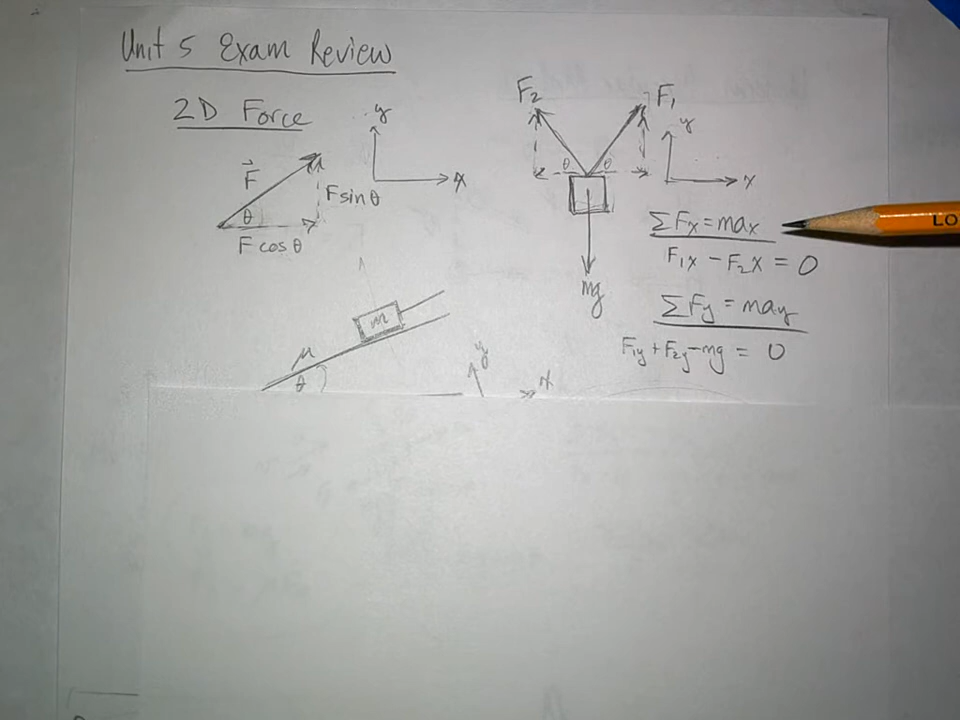 Unit 5 Exam Review
2D Force
y
x
F
F sin θ
θ
F cos θ
F2
F1
θ θ
y
x
mg
ΣFx = max
F1x - F2x = 0
ΣFy = may
F1y + F2y - mg = 0
m
μ
θ
y
x
LO